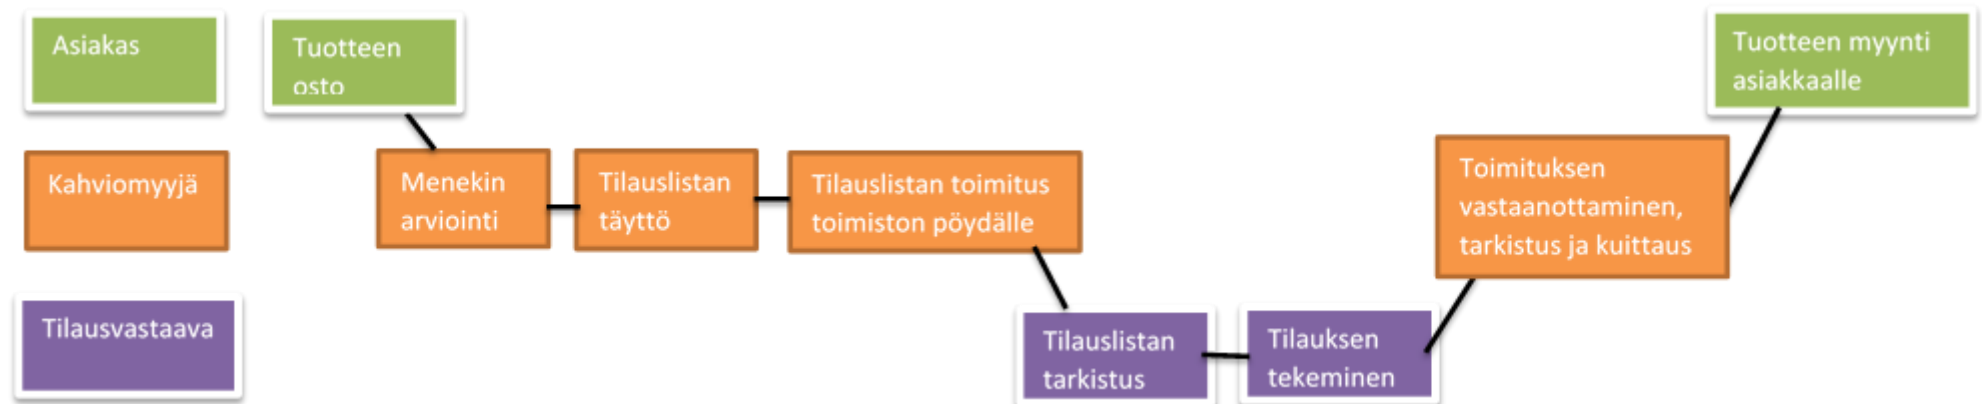 Asiakas
Tuotteen
osto
Tuotteen myynti
asiakkaalle
Kahviomyyjä
Menekin
arviointi
Tilauslistan
täyttö
Tilauslistan toimitus
toimiston pöydälle
Toimituksen
vastaanottaminen,
tarkistus ja kuittaus
Tilausvastaava
Tilauslistan
tarkistus
Tilauksen
tekeminen